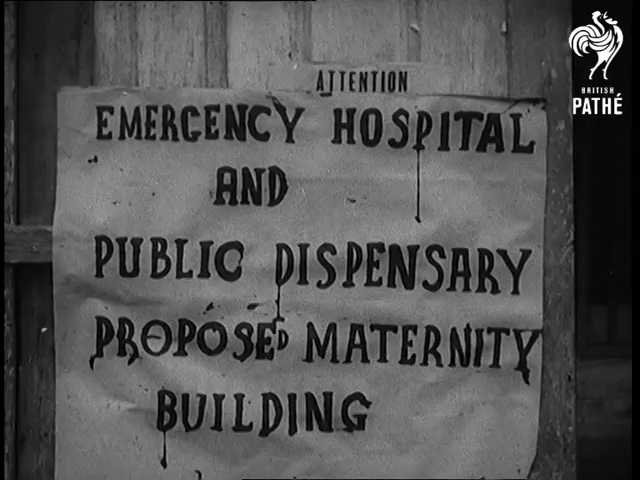 BRITISH
PATHÉ
ATTENTION
EMERGENCY HOSPITAL
AND
PUBLIC DISPENSARY
PROPOSED MATERNITY
BUILDING